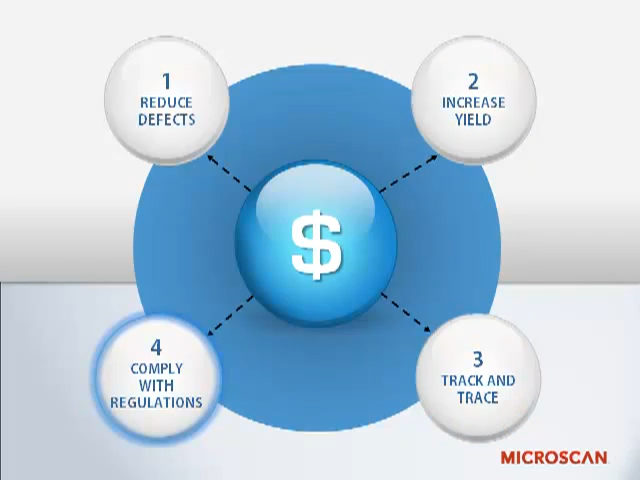 1
REDUCE
DEFECTS
2
INCREASE
YIELD
$
4
COMPLY
WITH
REGULATIONS
3
TRACK AND
TRACE
MICROSCAN